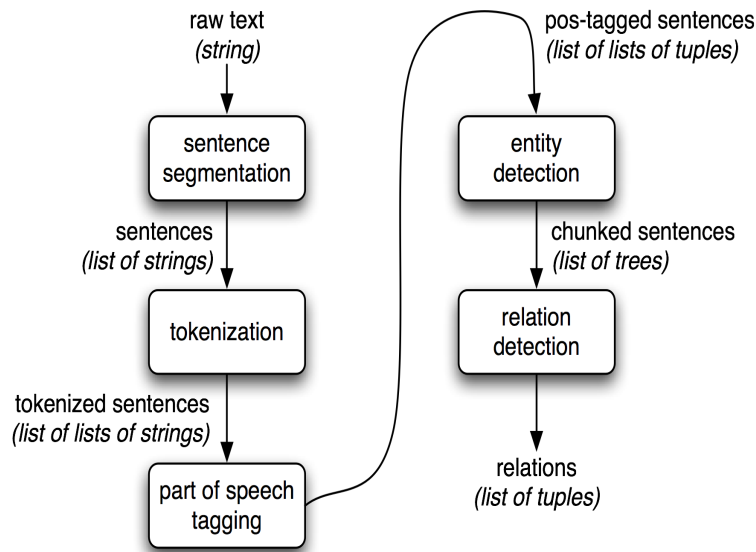 raw text
(string)
sentence
segmentation
sentences
(list of strings)
tokenization
tokenized sentences
(list of lists of strings)
part of speech
tagging
pos-tagged sentences
(list of lists of tuples)
entity
detection
chunked sentences
(list of trees)
relation
detection
relations
(list of tuples)